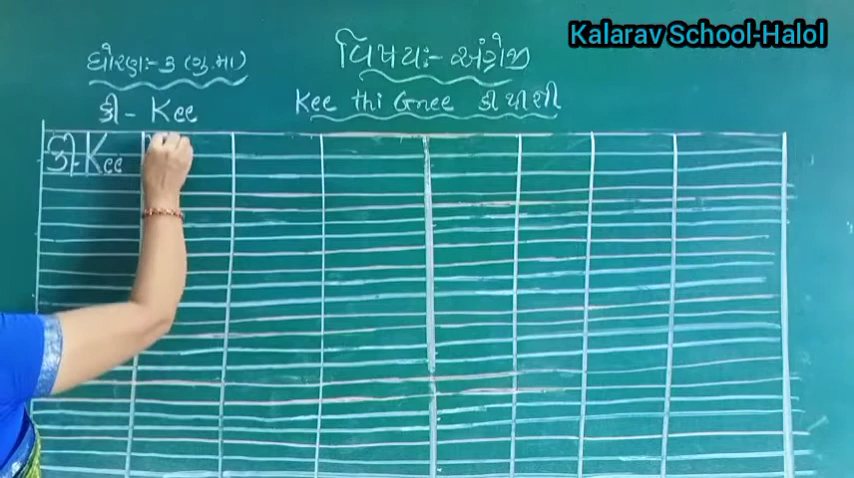 Kalarav School-Halol
ધોરણઃ- ૩ (ગુ.મા) વિષયઃ- અંગ્રેજી
કી - Kee Kee thi Gnee કી થી જ્ઞી
કી-Kee